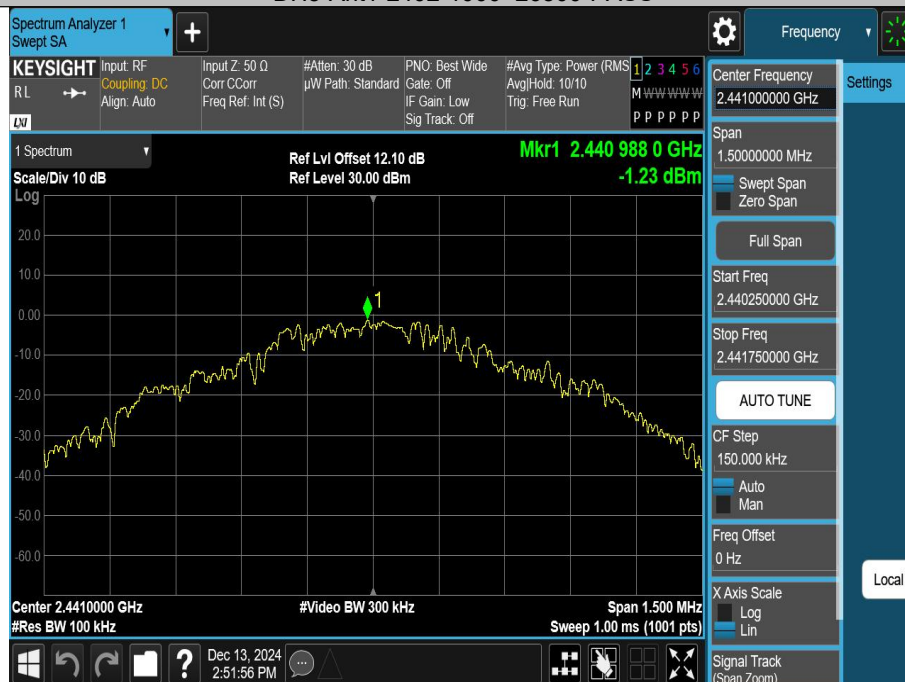 Spectrum Analyzer 1
Swept SA
+
Frequency
KEYSIGHT
RL
LXI
Input: RF
Coupling: DC
Align: Auto
Input Z: 50 Ω
Corr CCorr
Freq Ref: Int (S)
#Atten: 30 dB
µW Path: Standard
PNO: Best Wide
Gate: Off
IF Gain: Low
Sig Track: Off
#Avg Type: Power (RMS
Avg|Hold: 10/10
Trig: Free Run
1 2 3 4 5 6
M W W W W W
P P P P P P
1 Spectrum
Scale/Div 10 dB
Log
Ref Lvl Offset 12.10 dB
Ref Level 30.00 dBm
Mkr1 2.440 988 0 GHz
-1.23 dBm
20.0
10.0
0.00
-10.0
-20.0
-30.0
-40.0
-50.0
-60.0
1
Center 2.4410000 GHz
#Res BW 100 kHz
#Video BW 300 kHz
Span 1.500 MHz
Sweep 1.00 ms (1001 pts)
?
Dec 13, 2024
2:51:56 PM
Center Frequency
2.441000000 GHz
Span
1.50000000 MHz
Swept Span
Zero Span
Full Span
Start Freq
2.440250000 GHz
Stop Freq
2.441750000 GHz
AUTO TUNE
CF Step
150.000 kHz
Auto
Man
Freq Offset
0 Hz
X Axis Scale
Log
Lin
Signal Track
(Span Zoom)
Settings
Local